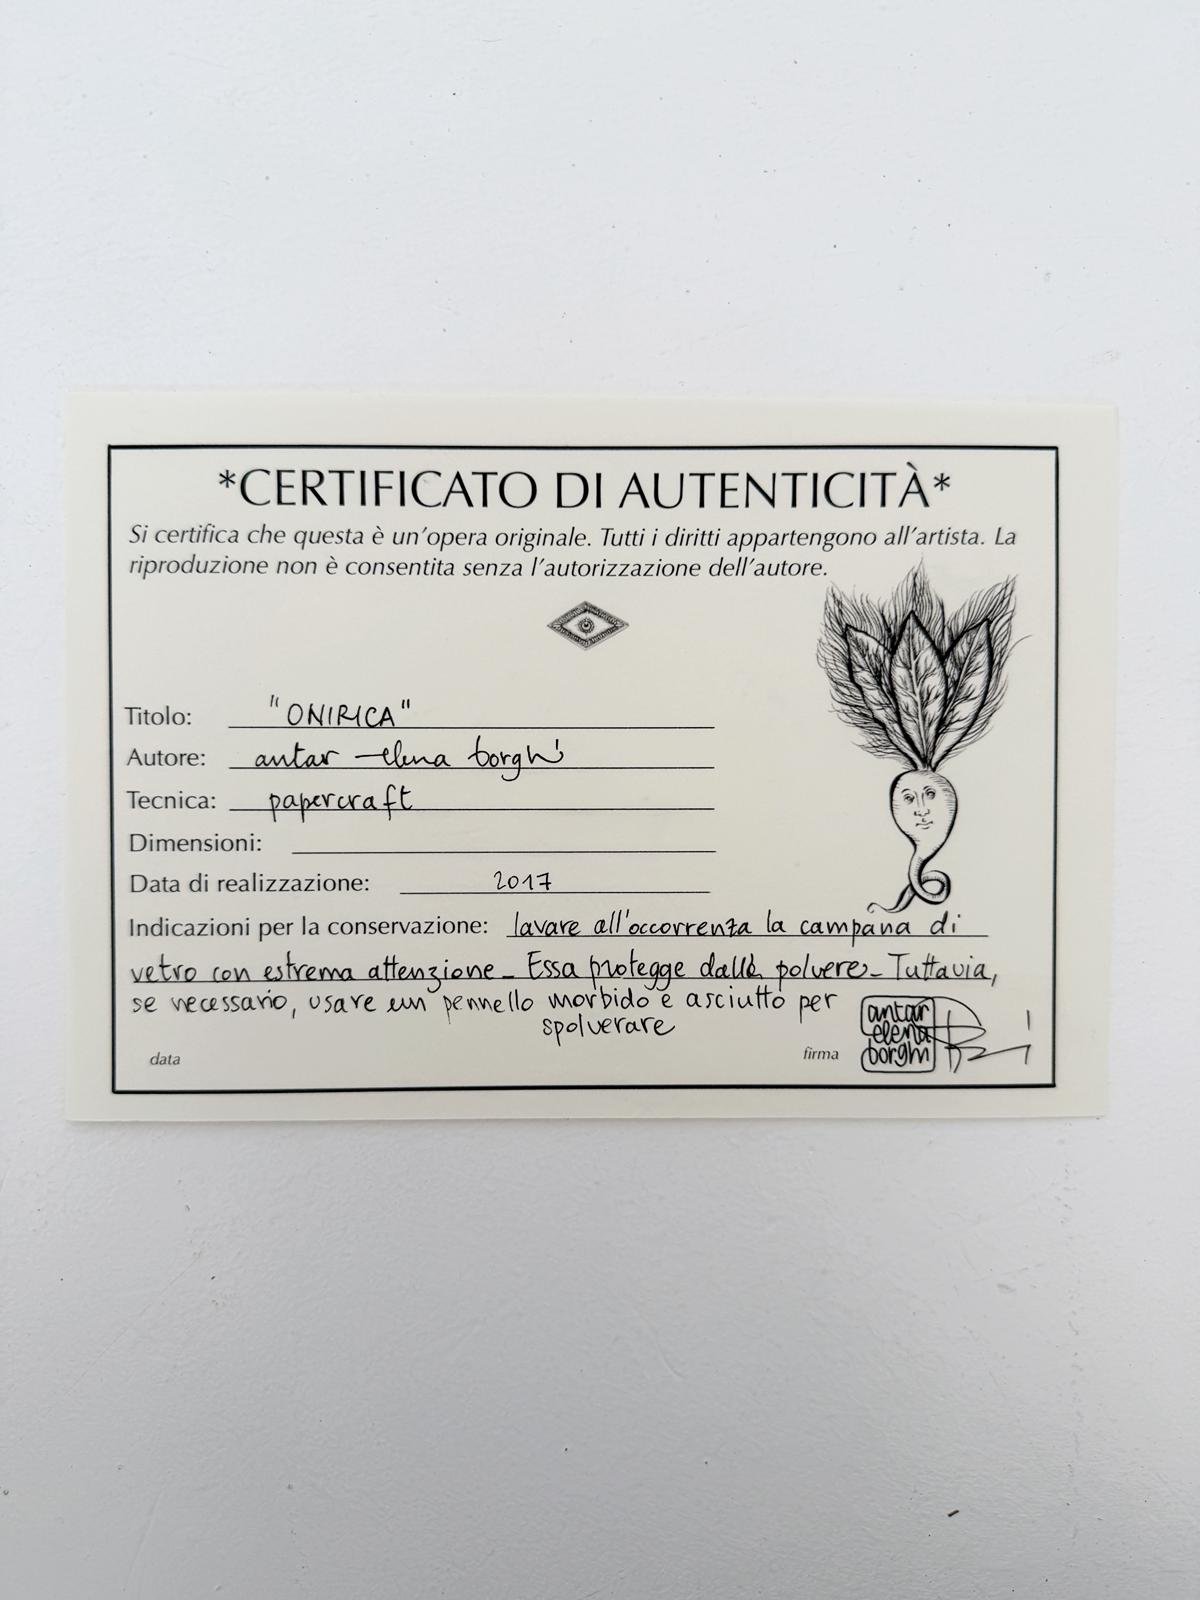 *CERTIFICATO DI AUTENTICITÀ*
Si certifica che questa è un'opera originale. Tutti i diritti appartengono all'artista. La
riproduzione non è consentita senza l'autorizzazione dell'autore.
Titolo: "ONIRICA"
Autore: antar elena borghi
Tecnica: papercraft
Dimensioni:
Data di realizzazione: 2017
Indicazioni per la conservazione: lavare all'occorrenza la campana di
vetro con estrema attenzione_ Essa protegge dalla polvere_ Tuttavia,
se necessario, usare un pennello morbido e asciutto per
spolverare
data
firma
antar
elena
borghi